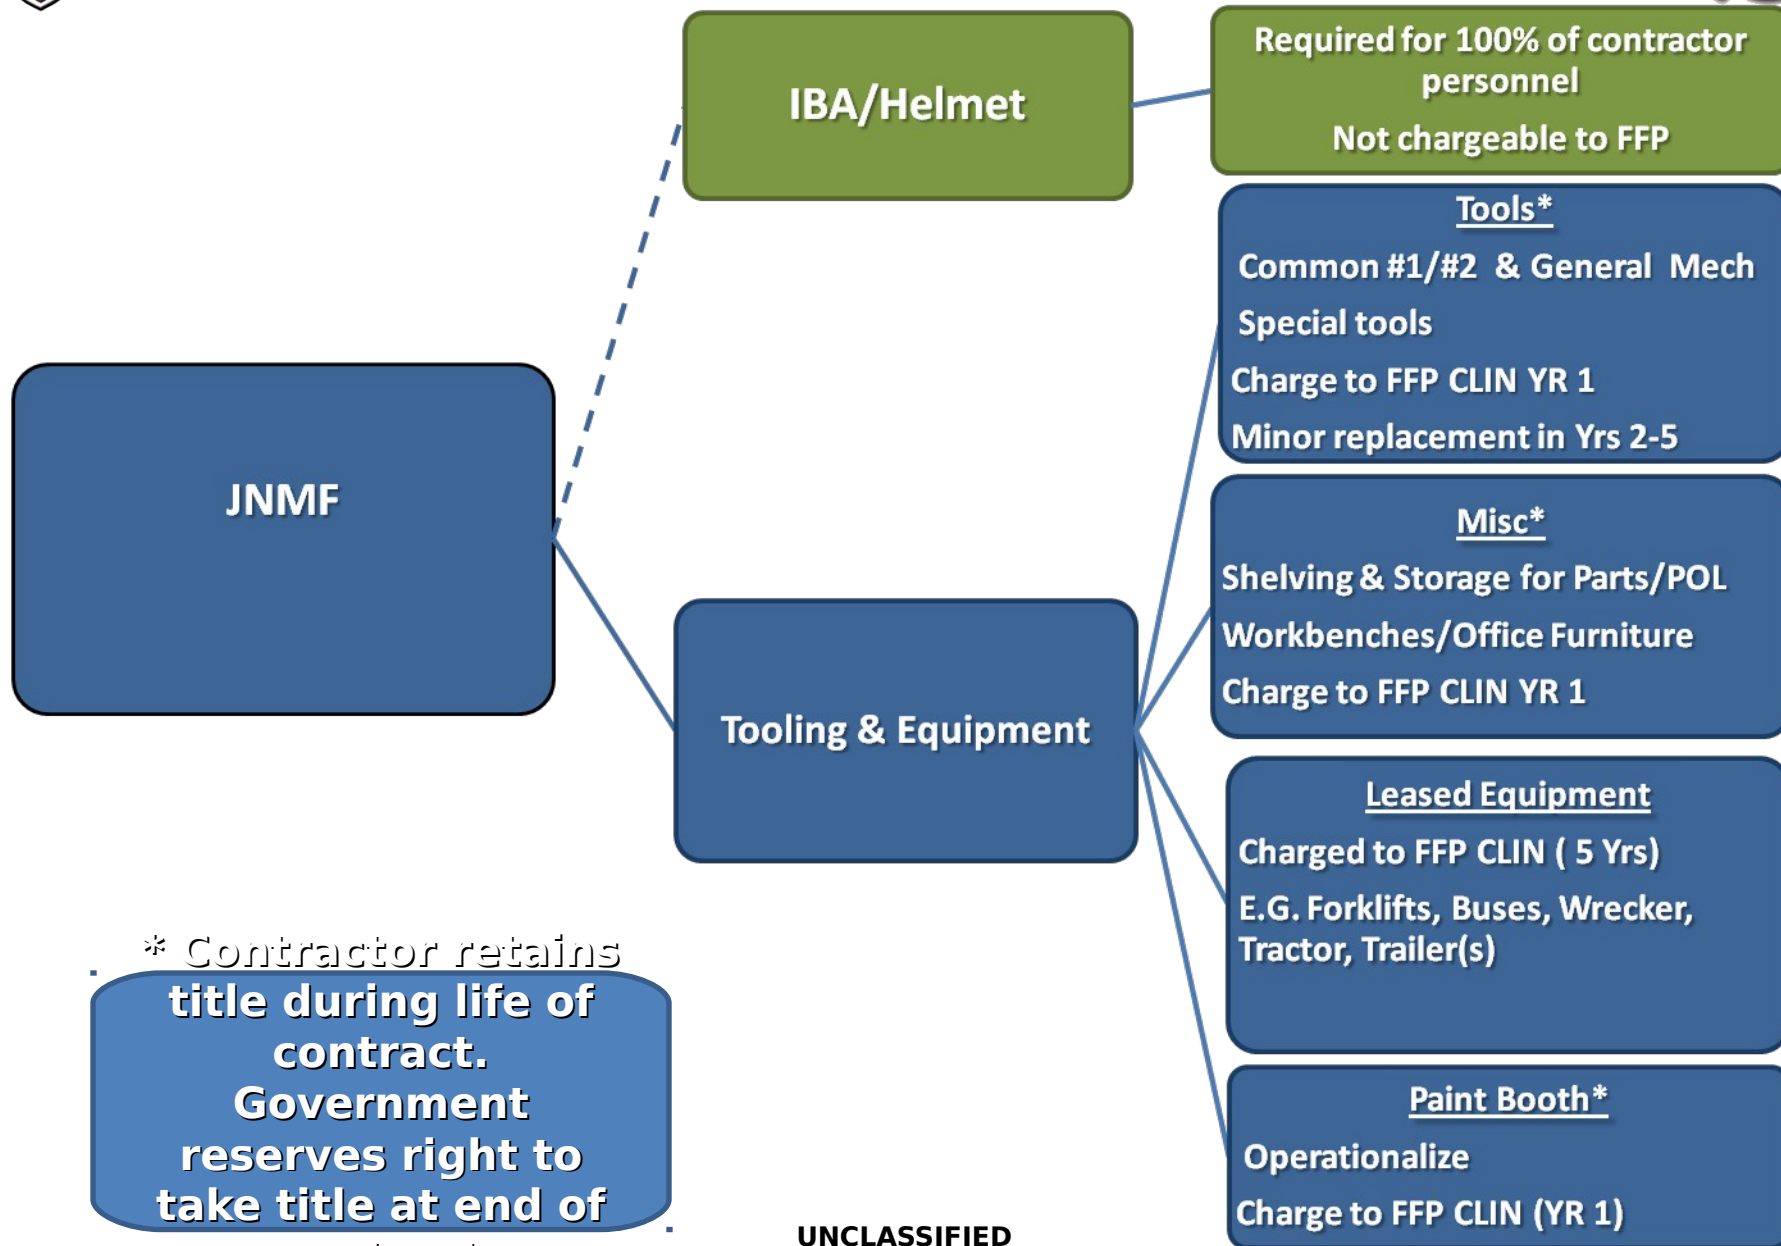 IBA/Helmet
Required for 100% of contractor
personnel
Not chargeable to FFP
Tools*
Common #1/#2 & General Mech
Special tools
Charge to FFP CLIN YR 1
Minor replacement in Yrs 2-5
JNMF
Misc*
Shelving & Storage for Parts/POL
Workbenches/Office Furniture
Charge to FFP CLIN YR 1
Tooling & Equipment
Leased Equipment
Charged to FFP CLIN ( 5 Yrs)
E.G. Forklifts, Buses, Wrecker,
Tractor, Trailer(s)
Paint Booth*
Operationalize
Charge to FFP CLIN (YR 1)
* Contractor retains
title during life of
contract.
Government
reserves right to
take title at end of
UNCLASSIFIED